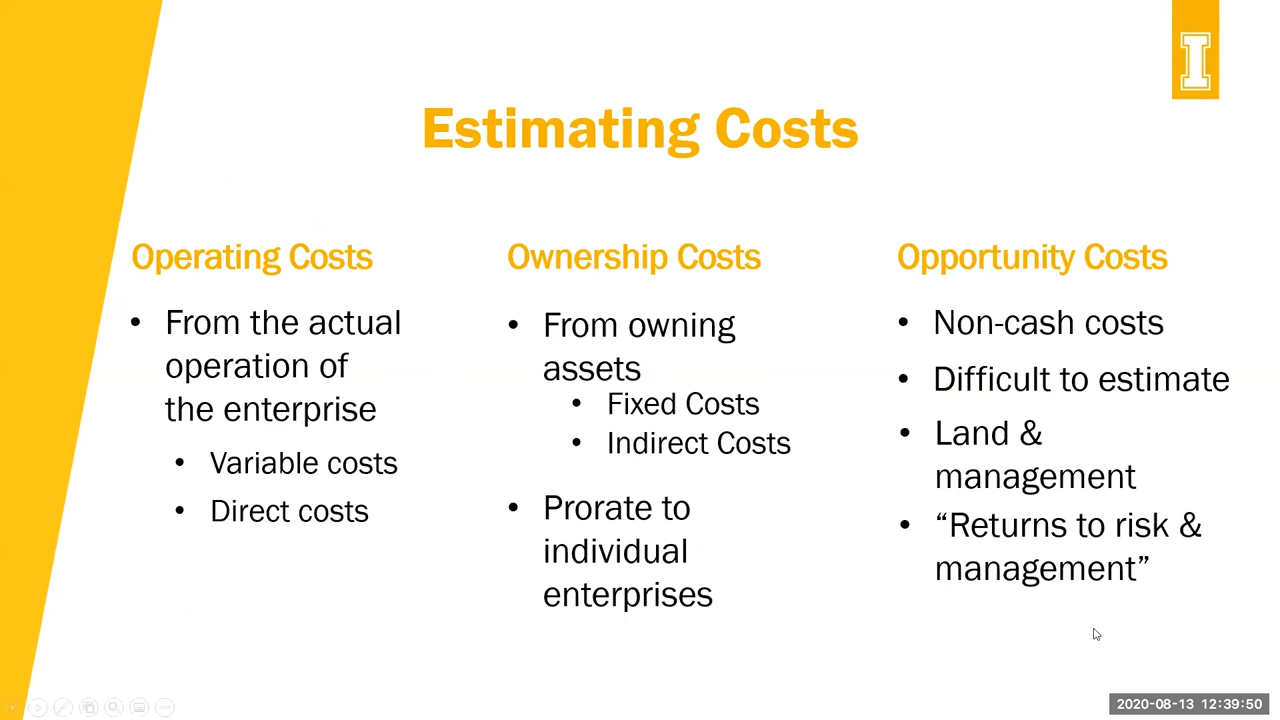 I
Estimating Costs
Operating Costs
• From the actual
operation of
the enterprise
• Variable costs
• Direct costs
Ownership Costs
• From owning
assets
• Fixed Costs
• Indirect Costs
• Prorate to
individual
enterprises
Opportunity Costs
• Non-cash costs
• Difficult to estimate
• Land &
management
• “Returns to risk &
management”
2020-08-13 12:39:50